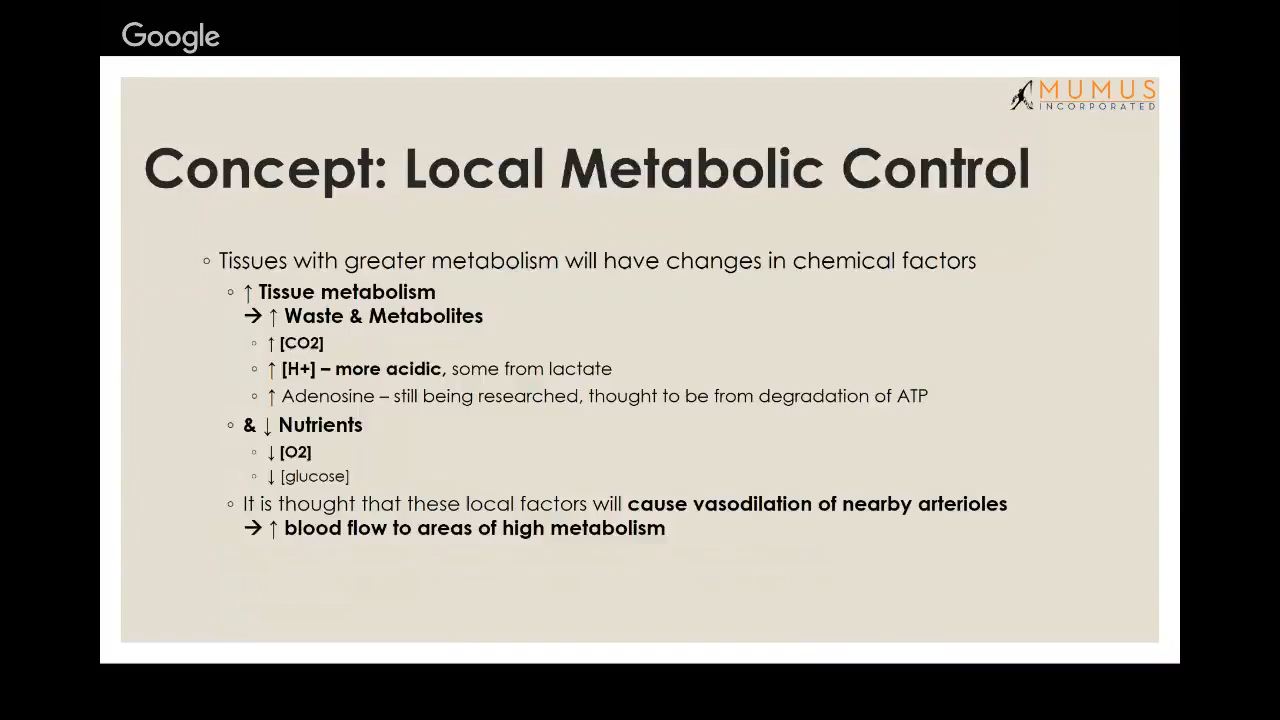 Google
MUMUS
INCORPORATED
Concept: Local Metabolic Control
◦ Tissues with greater metabolism will have changes in chemical factors
◦ ↑ Tissue metabolism
→ ↑ Waste & Metabolites
◦ ↑ [CO2]
◦ ↑ [H+] – more acidic, some from lactate
◦ ↑ Adenosine – still being researched, thought to be from degradation of ATP
◦ & ↓ Nutrients
◦ ↓ [O2]
◦ ↓ [glucose]
◦ It is thought that these local factors will cause vasodilation of nearby arterioles
→ ↑ blood flow to areas of high metabolism